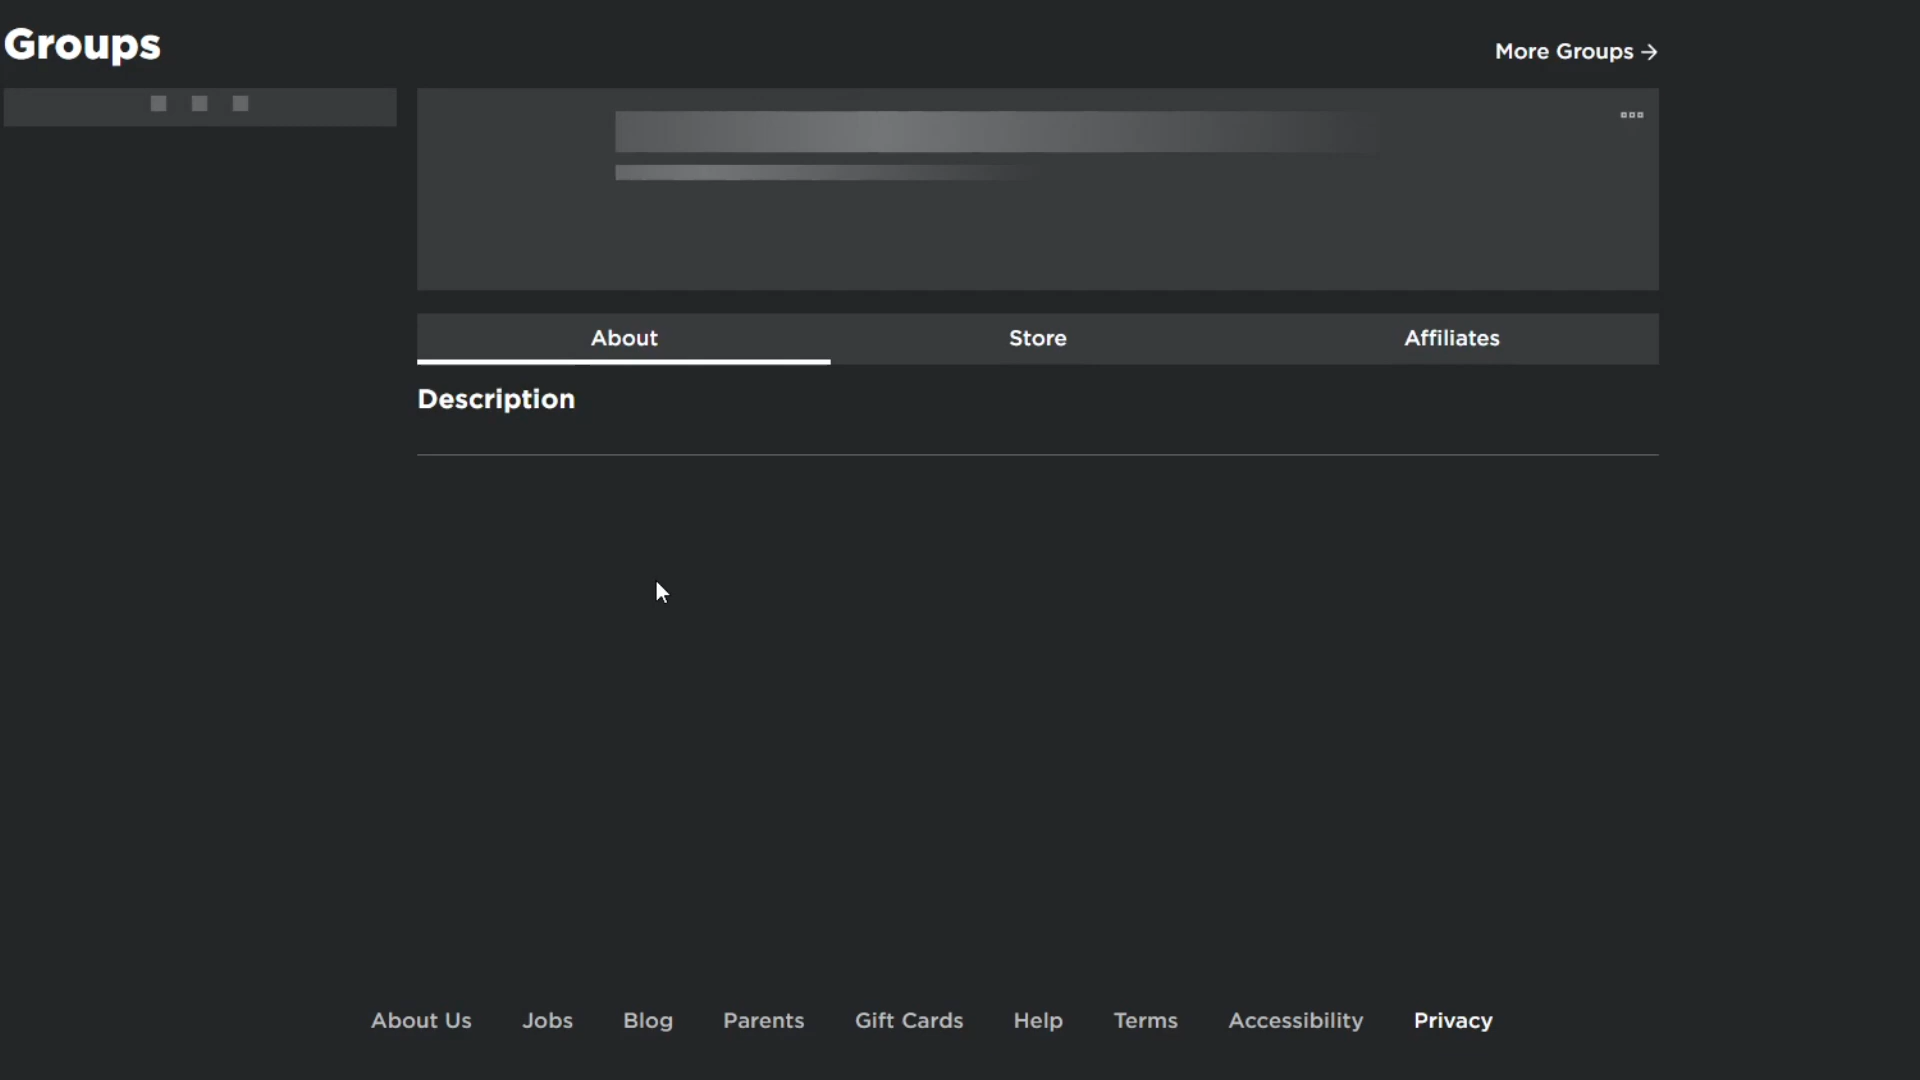 Groups
More Groups →
About
Store
Affiliates
Description
About Us
Jobs
Blog
Parents
Gift Cards
Help
Terms
Accessibility
Privacy